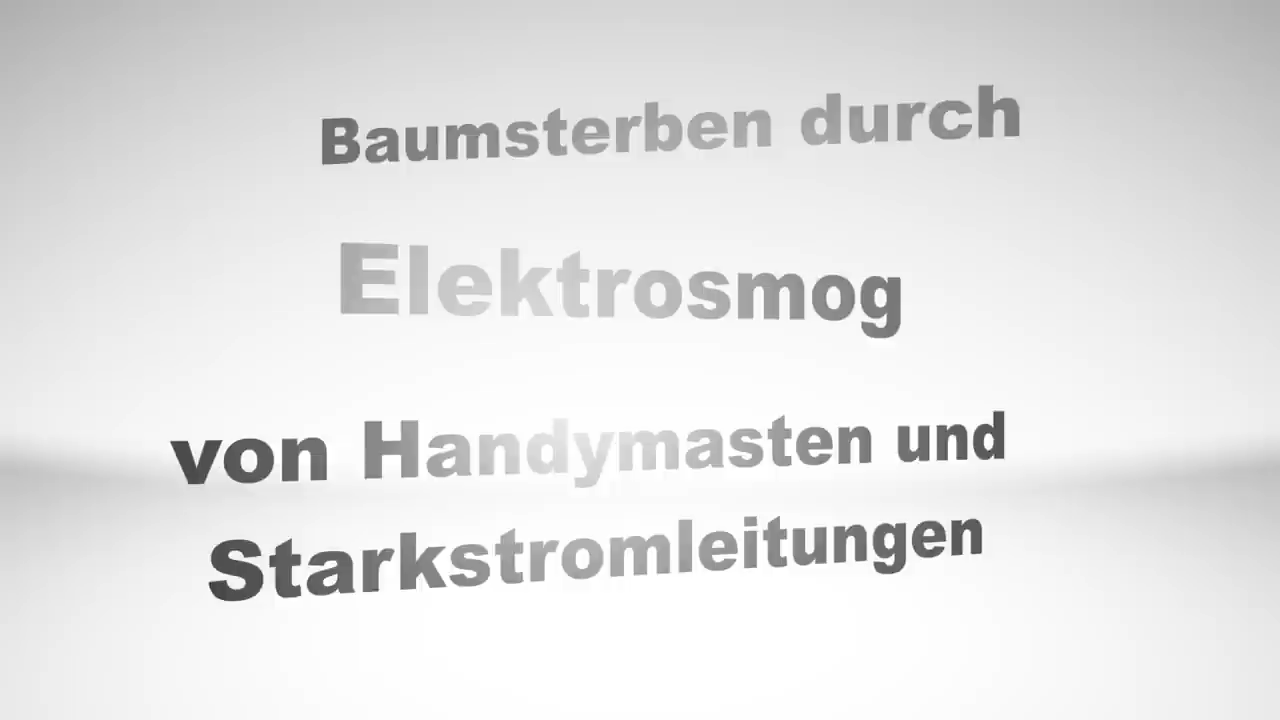 Baumsterben durch
Elektrosmog
von Handymasten und
Starkstromleitungen